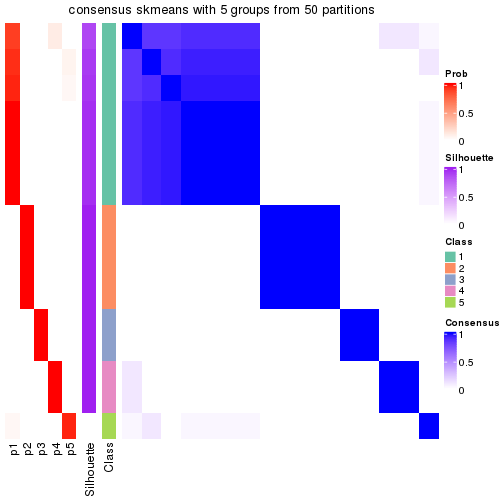 consensus skmeans with 5 groups from 50 partitions
Prob
1
0.5
0
Silhouette
1
0.5
0
Class
1
2
3
4
5
Consensus
1
0.5
0
p1
p2
p3
p4
p5
Silhouette
Class